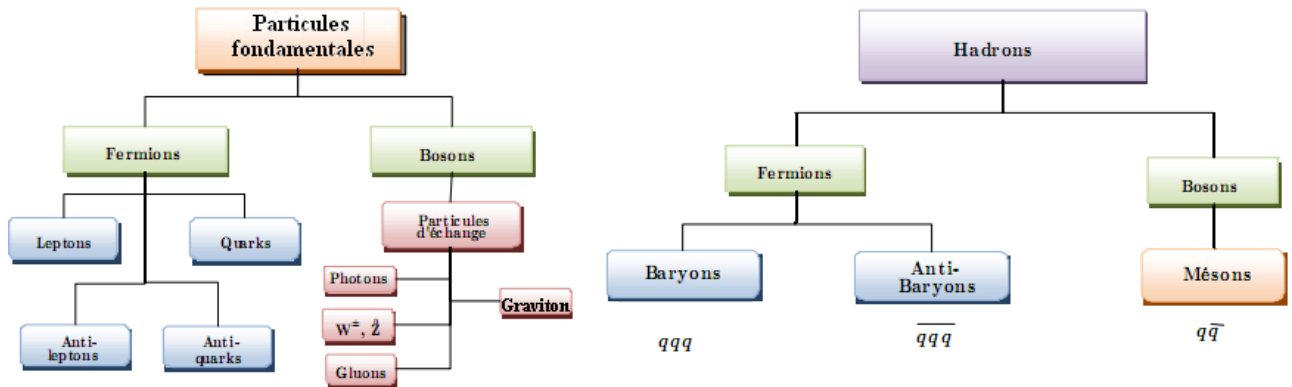 Particules
fondamentales
Fermions
Bosons
Leptons
Quarks
Anti-
leptons
Anti-
quarks
Particules
d'échange
Photons
Graviton
W±, Z⁰
Gluons
Hadrons
Fermions
Bosons
Baryons
Anti-
Baryons
Mésons
qqq
q̅q̅q̅
qq̅